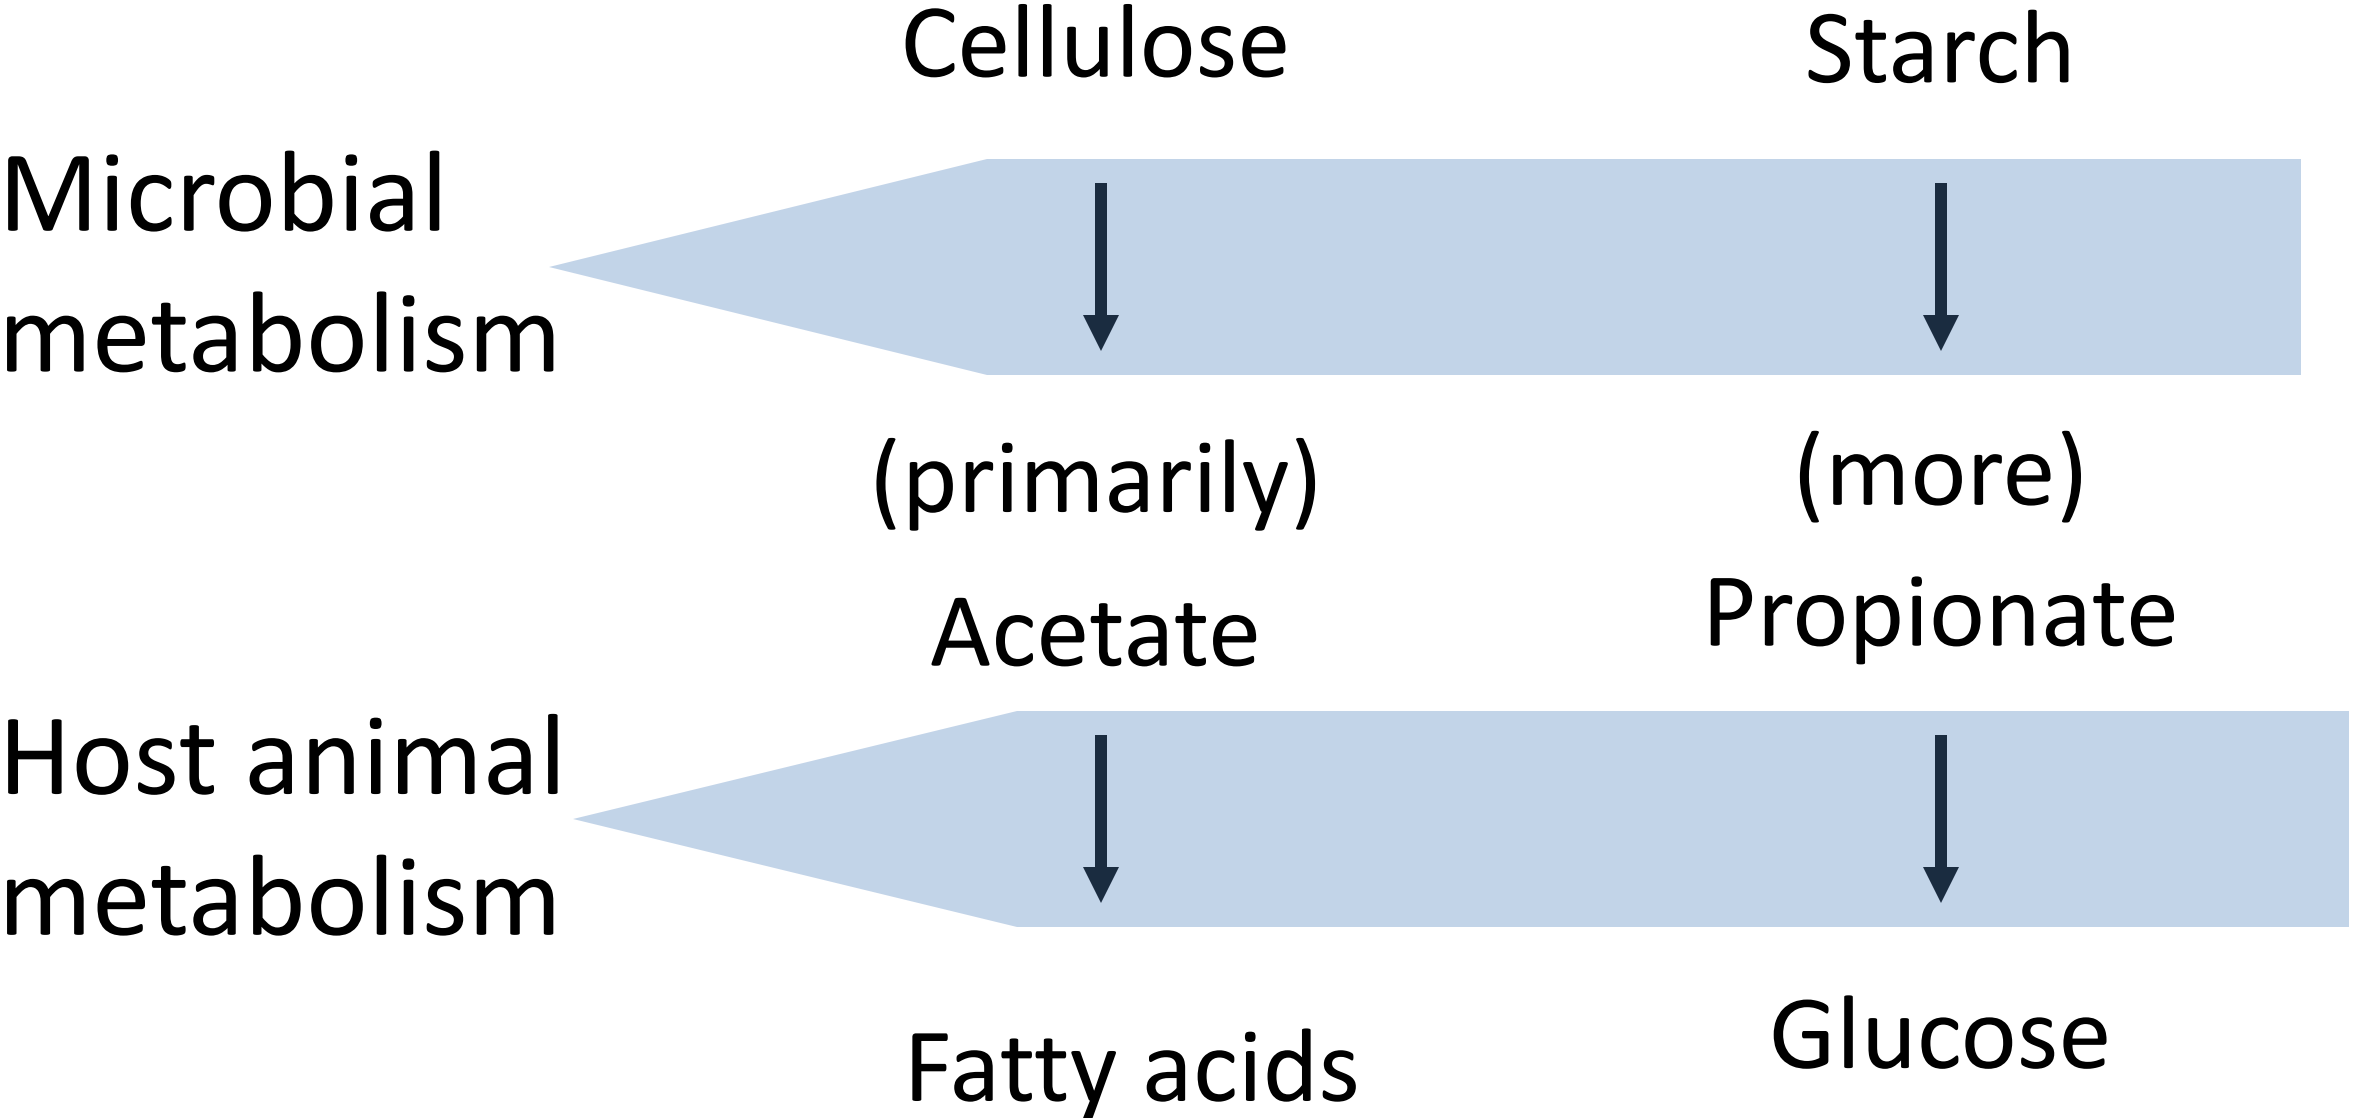 Cellulose
Starch
Microbial
metabolism
(primarily)
(more)
Acetate
Propionate
Host animal
metabolism
Fatty acids
Glucose